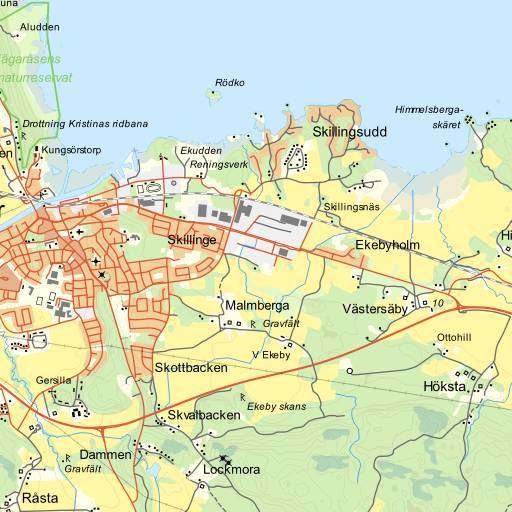 una
Aludden
ägaråsens
naturreservat
Rödko
Himmelsberga-
skäret
Drottning Kristinas ridbana
Skillingsudd
en
Kungsörstorp
Ekudden
Reningsverk
r
Skillingsnäs
Skillinge
Ekebyholm
Hi
Malmberga
Gravfält
Västersäby
10
Ottohill
V Ekeby
Skottbacken
Gersilla
Höksta
Ekeby skans
Skvalbacken
Dammen
Gravfält
Lockmora
Råsta